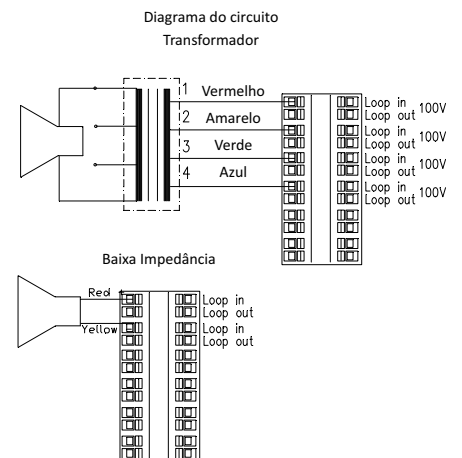 Diagrama do circuito
Transformador
1 Vermelho
2 Amarelo
3 Verde
4 Azul
Loop in
Loop out 100V
Loop in
Loop out 100V
Loop in
Loop out 100V
Loop in
Loop out 100V
Baixa Impedância
Red +
Yellow -
Loop in
Loop out
Loop in
Loop out